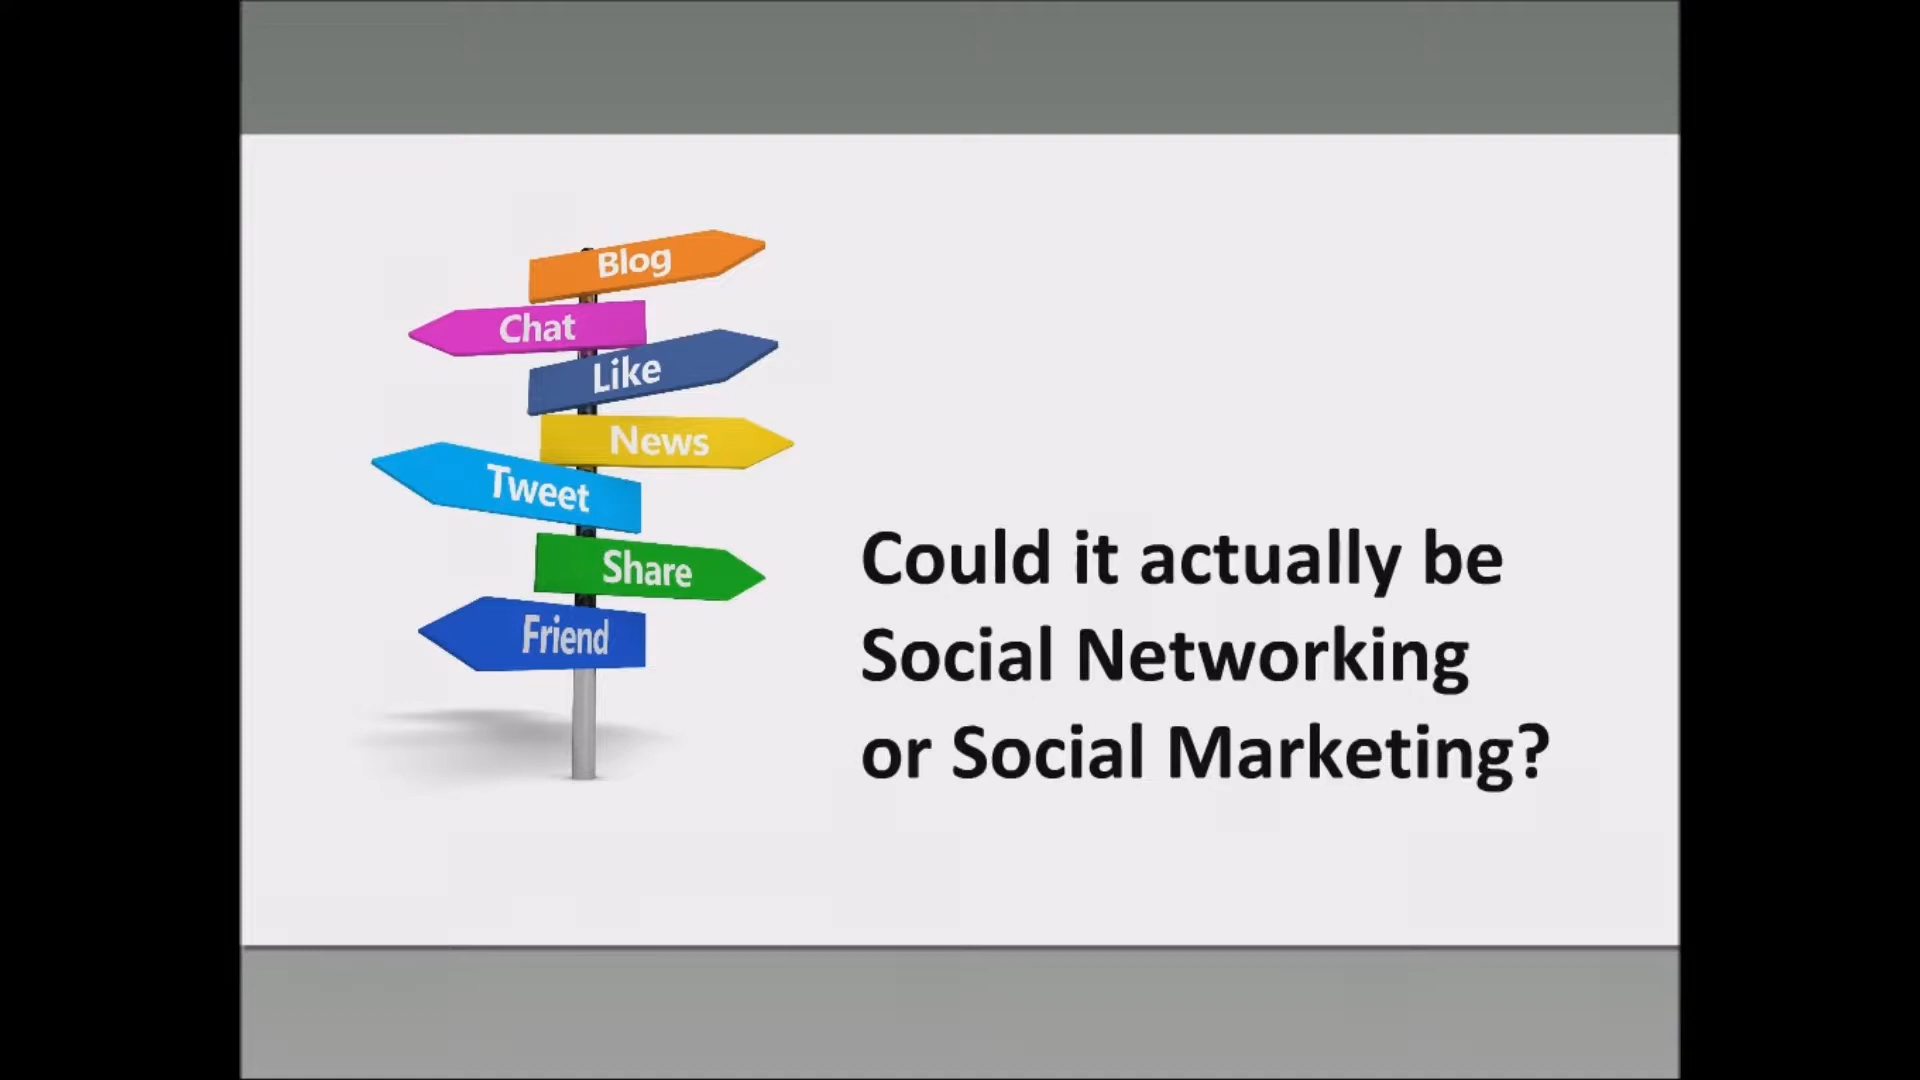 Blog
Chat
Like
News
Tweet
Share
Friend
Could it actually be
Social Networking
or Social Marketing?